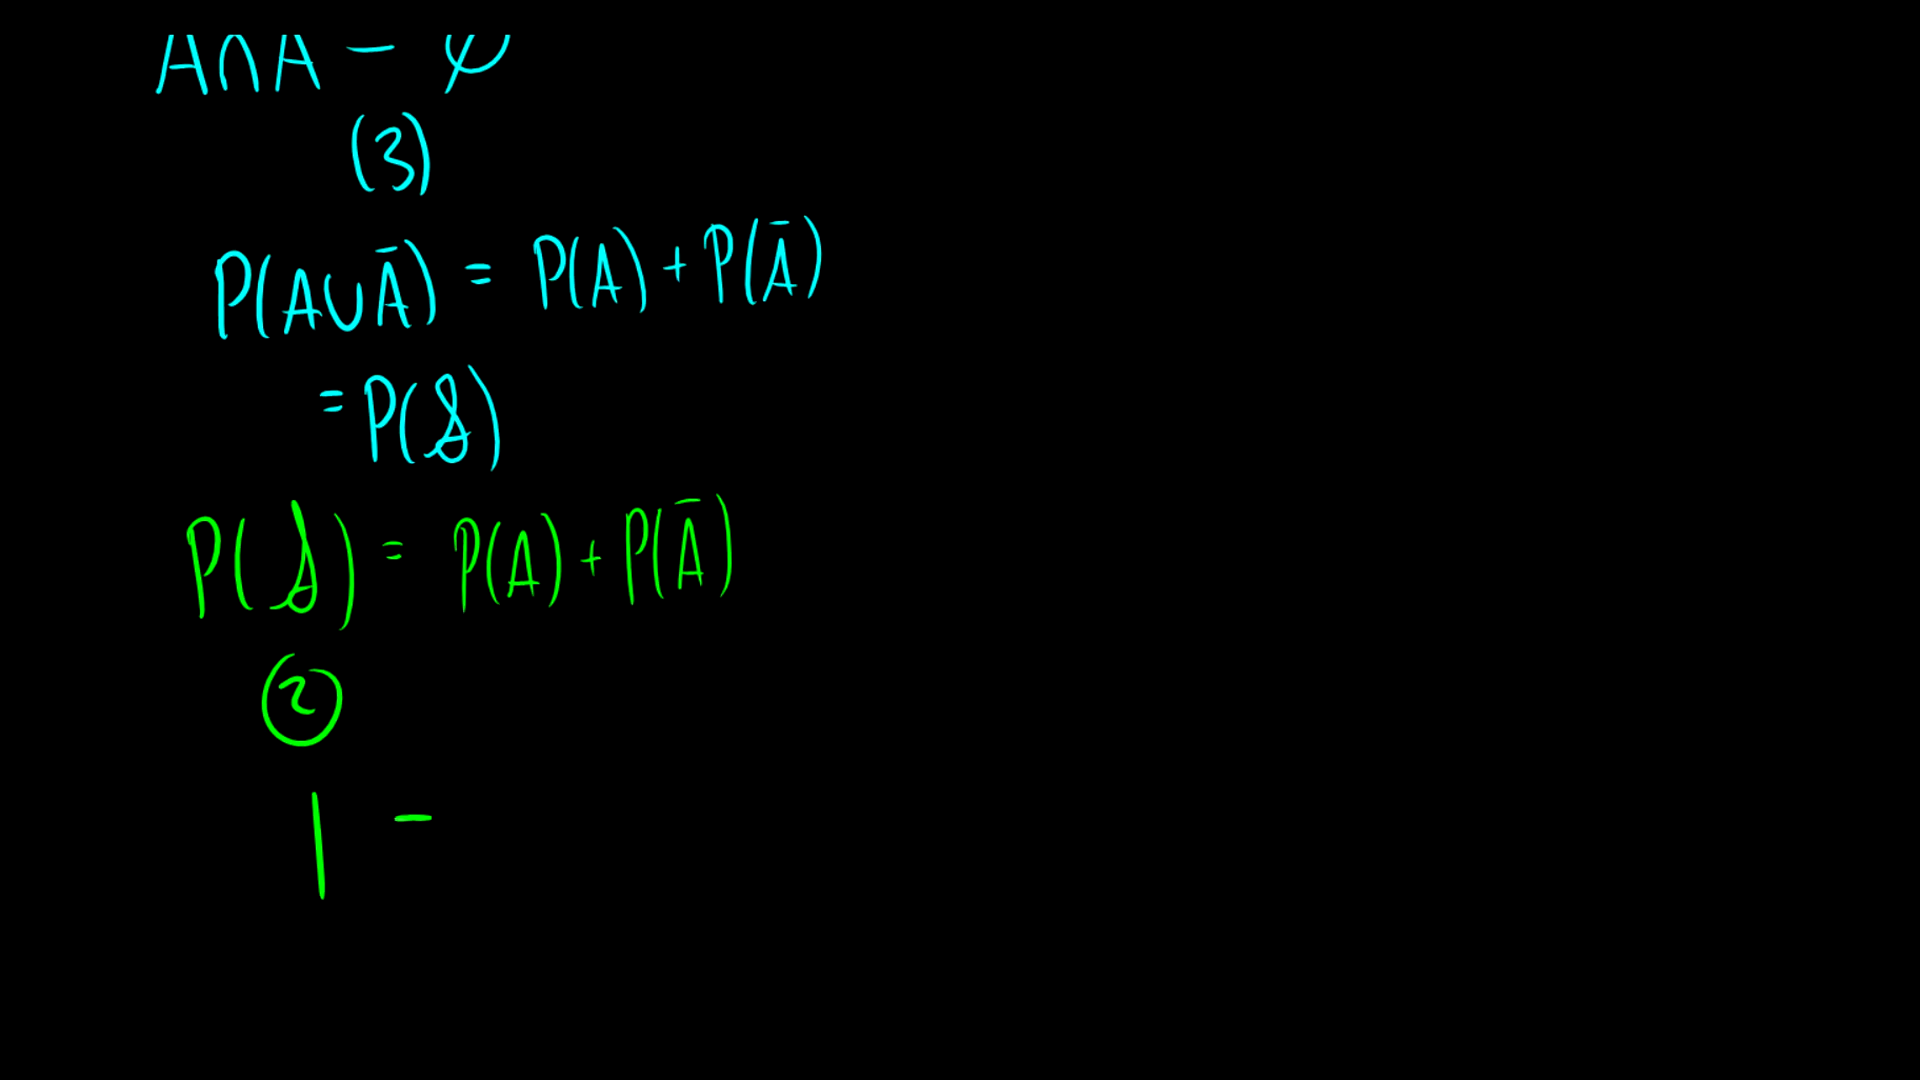 A∩A = φ
(3)
P(A∪Ā) = P(A) + P(Ā)
= P(S)
P(S) = P(A) + P(Ā)
②
1 -